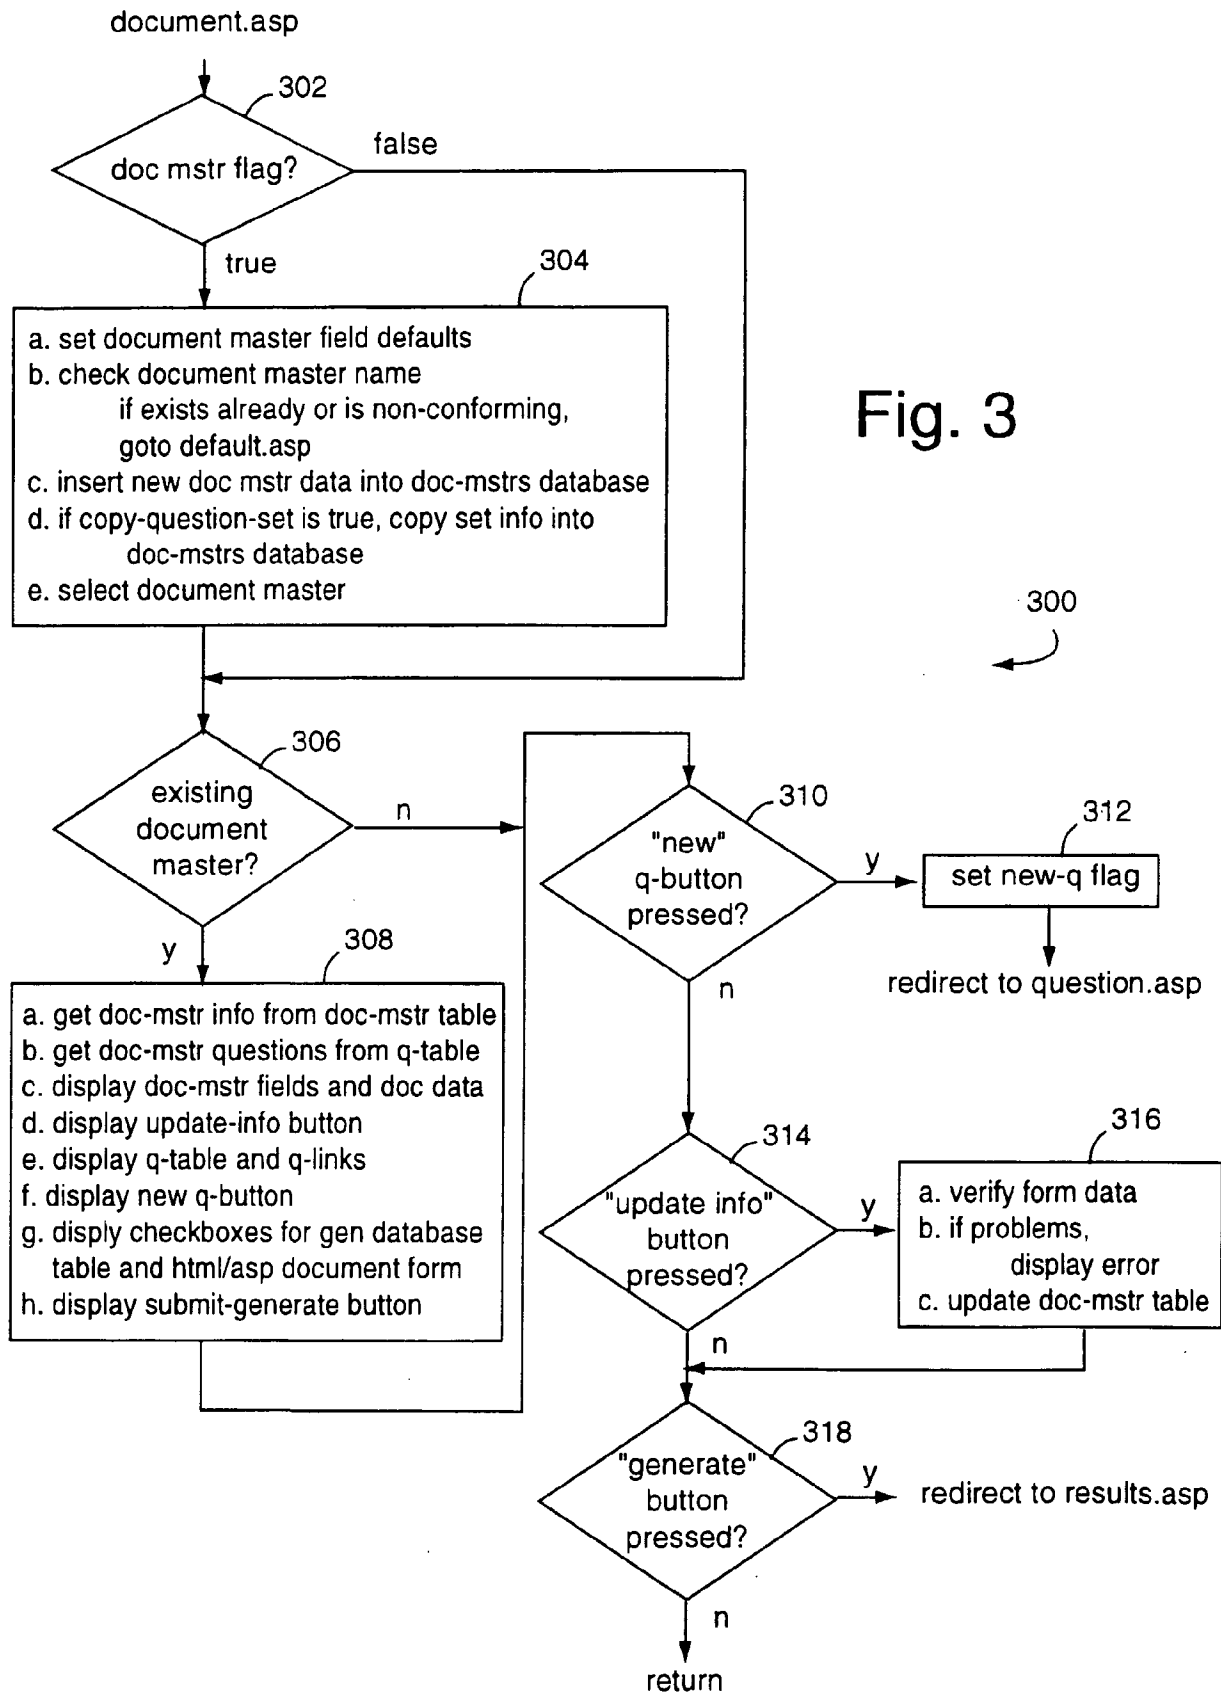 document.asp
302
doc mstr flag?
false
true
304
a. set document master field defaults
b. check document master name
if exists already or is non-conforming,
goto default.asp
c. insert new doc mstr data into doc-mstrs database
d. if copy-question-set is true, copy set info into
doc-mstrs database
e. select document master
Fig. 3
300
306
existing
document
master?
n
y
308
a. get doc-mstr info from doc-mstr table
b. get doc-mstr questions from q-table
c. display doc-mstr fields and doc data
d. display update-info button
e. display q-table and q-links
f. display new q-button
g. disply checkboxes for gen database
table and html/asp document form
h. display submit-generate button
310
"new"
q-button
pressed?
y
n
312
set new-q flag
redirect to question.asp
314
"update info"
button
pressed?
y
n
316
a. verify form data
b. if problems,
display error
c. update doc-mstr table
318
"generate"
button
pressed?
y
redirect to results.asp
n
return